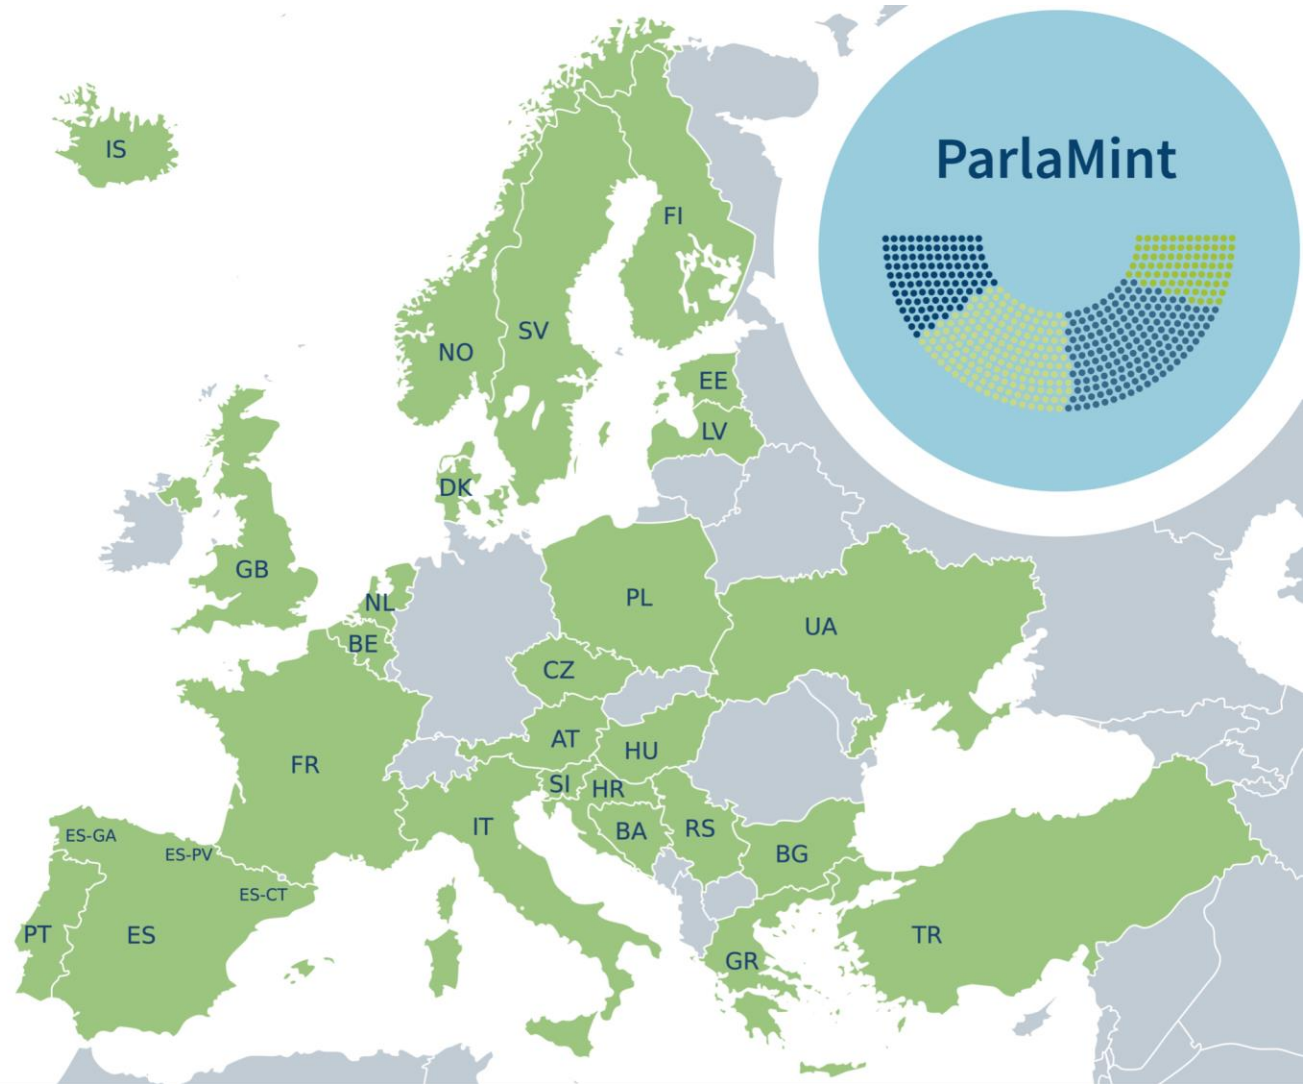 ParlaMint
IS
FI
SV
NO
EE
LV
DK
GB
NL
PL
UA
BE
CZ
AT
HU
FR
SI
HR
IT
BA
RS
BG
ES-GA
ES-PV
ES-CT
PT
ES
TR
GR